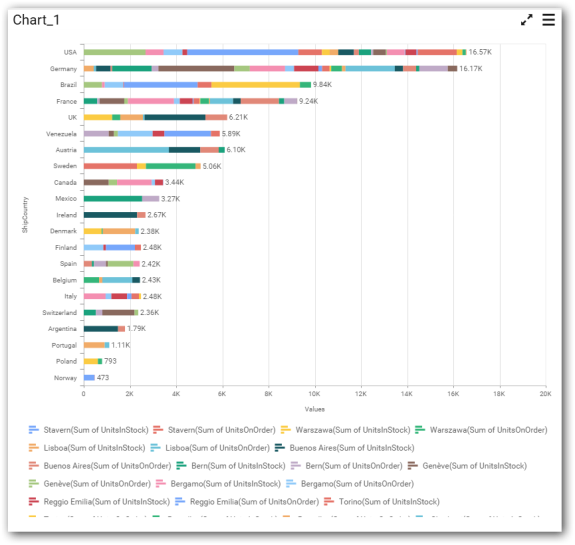 Chart_1
USA 16.57K
Germany 16.17K
Brazil 9.84K
France 9.24K
UK 6.21K
Venezuela 5.89K
Austria 6.10K
Sweden 5.06K
ShipCountry
Canada 3.44K
Mexico 3.27K
Ireland 2.67K
Denmark 2.38K
Finland 2.48K
Spain 2.42K
Belgium 2.43K
Italy 2.48K
Switzerland 2.36K
Argentina 1.79K
Portugal 1.11K
Poland 793
Norway 473
0 2K 4K 6K 8K 10K 12K 14K 16K 18K 20K
Values
Stavern(Sum of UnitsInStock) Stavern(Sum of UnitsOnOrder) Warszawa(Sum of UnitsInStock) Warszawa(Sum of UnitsOnOrder)
Lisboa(Sum of UnitsInStock) Lisboa(Sum of UnitsOnOrder) Buenos Aires(Sum of UnitsInStock)
Buenos Aires(Sum of UnitsOnOrder) Bern(Sum of UnitsInStock) Bern(Sum of UnitsOnOrder) Genève(Sum of UnitsInStock)
Genève(Sum of UnitsOnOrder) Bergamo(Sum of UnitsInStock) Bergamo(Sum of UnitsOnOrder)
Reggio Emilia(Sum of UnitsInStock) Reggio Emilia(Sum of UnitsOnOrder) Torino(Sum of UnitsInStock)